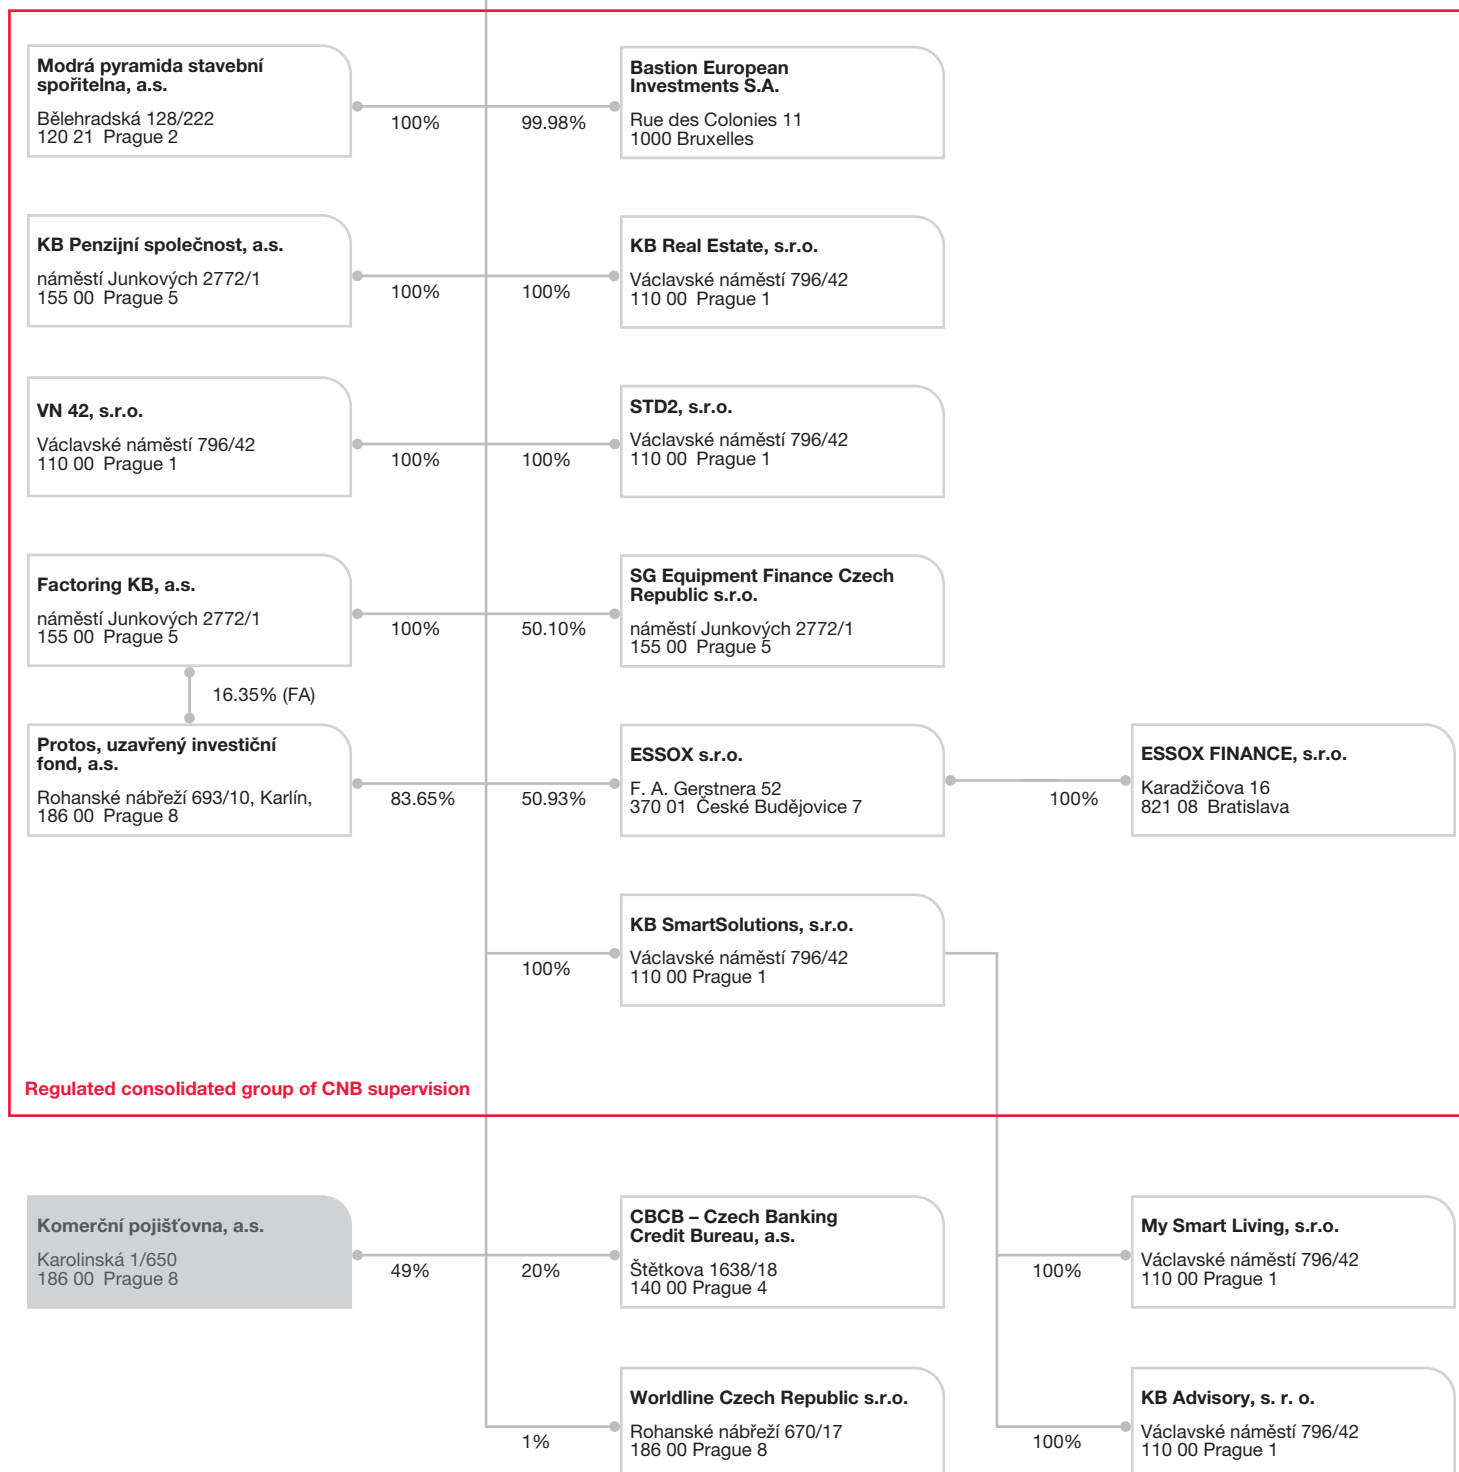 Modrá pyramida stavební
spořitelna, a.s.
Bělehradská 128/222
120 21 Prague 2
100%
99.98%
Bastion European
Investments S.A.
Rue des Colonies 11
1000 Bruxelles
KB Penzijní společnost, a.s.
náměstí Junkových 2772/1
155 00 Prague 5
100%
100%
KB Real Estate, s.r.o.
Václavské náměstí 796/42
110 00 Prague 1
VN 42, s.r.o.
Václavské náměstí 796/42
110 00 Prague 1
100%
100%
STD2, s.r.o.
Václavské náměstí 796/42
110 00 Prague 1
Factoring KB, a.s.
náměstí Junkových 2772/1
155 00 Prague 5
100%
50.10%
SG Equipment Finance Czech
Republic s.r.o.
náměstí Junkových 2772/1
155 00 Prague 5
16.35% (FA)
Protos, uzavřený investiční
fond, a.s.
Rohanské nábřeží 693/10, Karlín,
186 00 Prague 8
83.65%
50.93%
ESSOX s.r.o.
F. A. Gerstnera 52
370 01 České Budějovice 7
100%
ESSOX FINANCE, s.r.o.
Karadžičova 16
821 08 Bratislava
100%
KB SmartSolutions, s.r.o.
Václavské náměstí 796/42
110 00 Prague 1
Regulated consolidated group of CNB supervision
Komerční pojišťovna, a.s.
Karolinská 1/650
186 00 Prague 8
49%
20%
CBCB – Czech Banking
Credit Bureau, a.s.
Štětkova 1638/18
140 00 Prague 4
100%
My Smart Living, s.r.o.
Václavské náměstí 796/42
110 00 Prague 1
1%
Worldline Czech Republic s.r.o.
Rohanské nábřeží 670/17
186 00 Prague 8
100%
KB Advisory, s. r. o.
Václavské náměstí 796/42
110 00 Prague 1